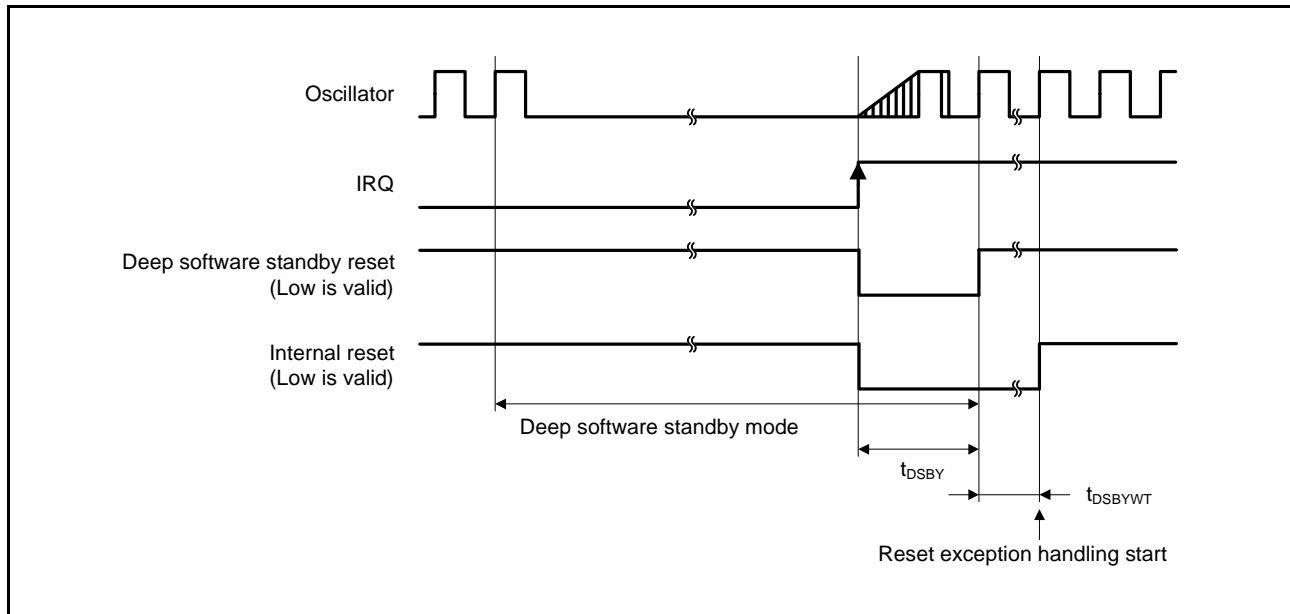 Oscillator
IRQ
Deep software standby reset
(Low is valid)
Internal reset
(Low is valid)
Deep software standby mode
tDSBY
tDSBYWT
Reset exception handling start